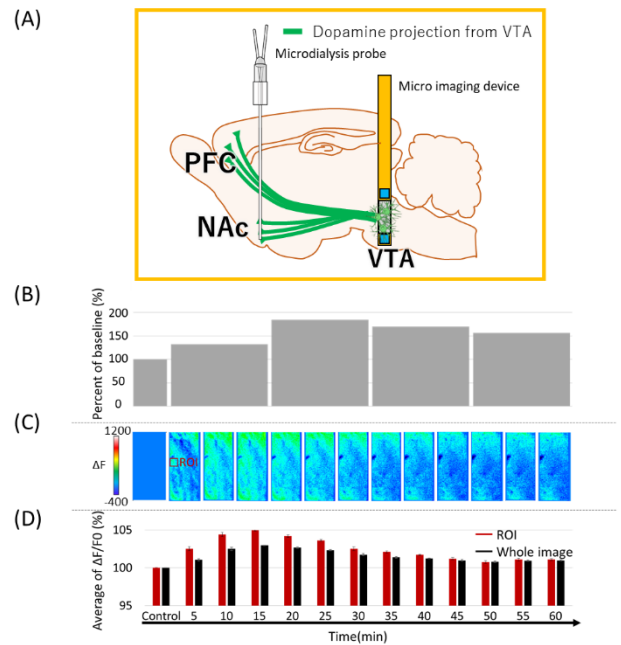 (A)
Dopamine projection from VTA
Microdialysis probe
Micro imaging device
PFC
NAc
VTA
(B)
Percent of baseline (%)
200
150
100
50
0
(C)
1200
ΔF
-400
ROI
(D)
Average of ΔF/F0 (%)
105
100
95
ROI
Whole image
Control 5 10 15 20 25 30 35 40 45 50 55 60
Time(min)